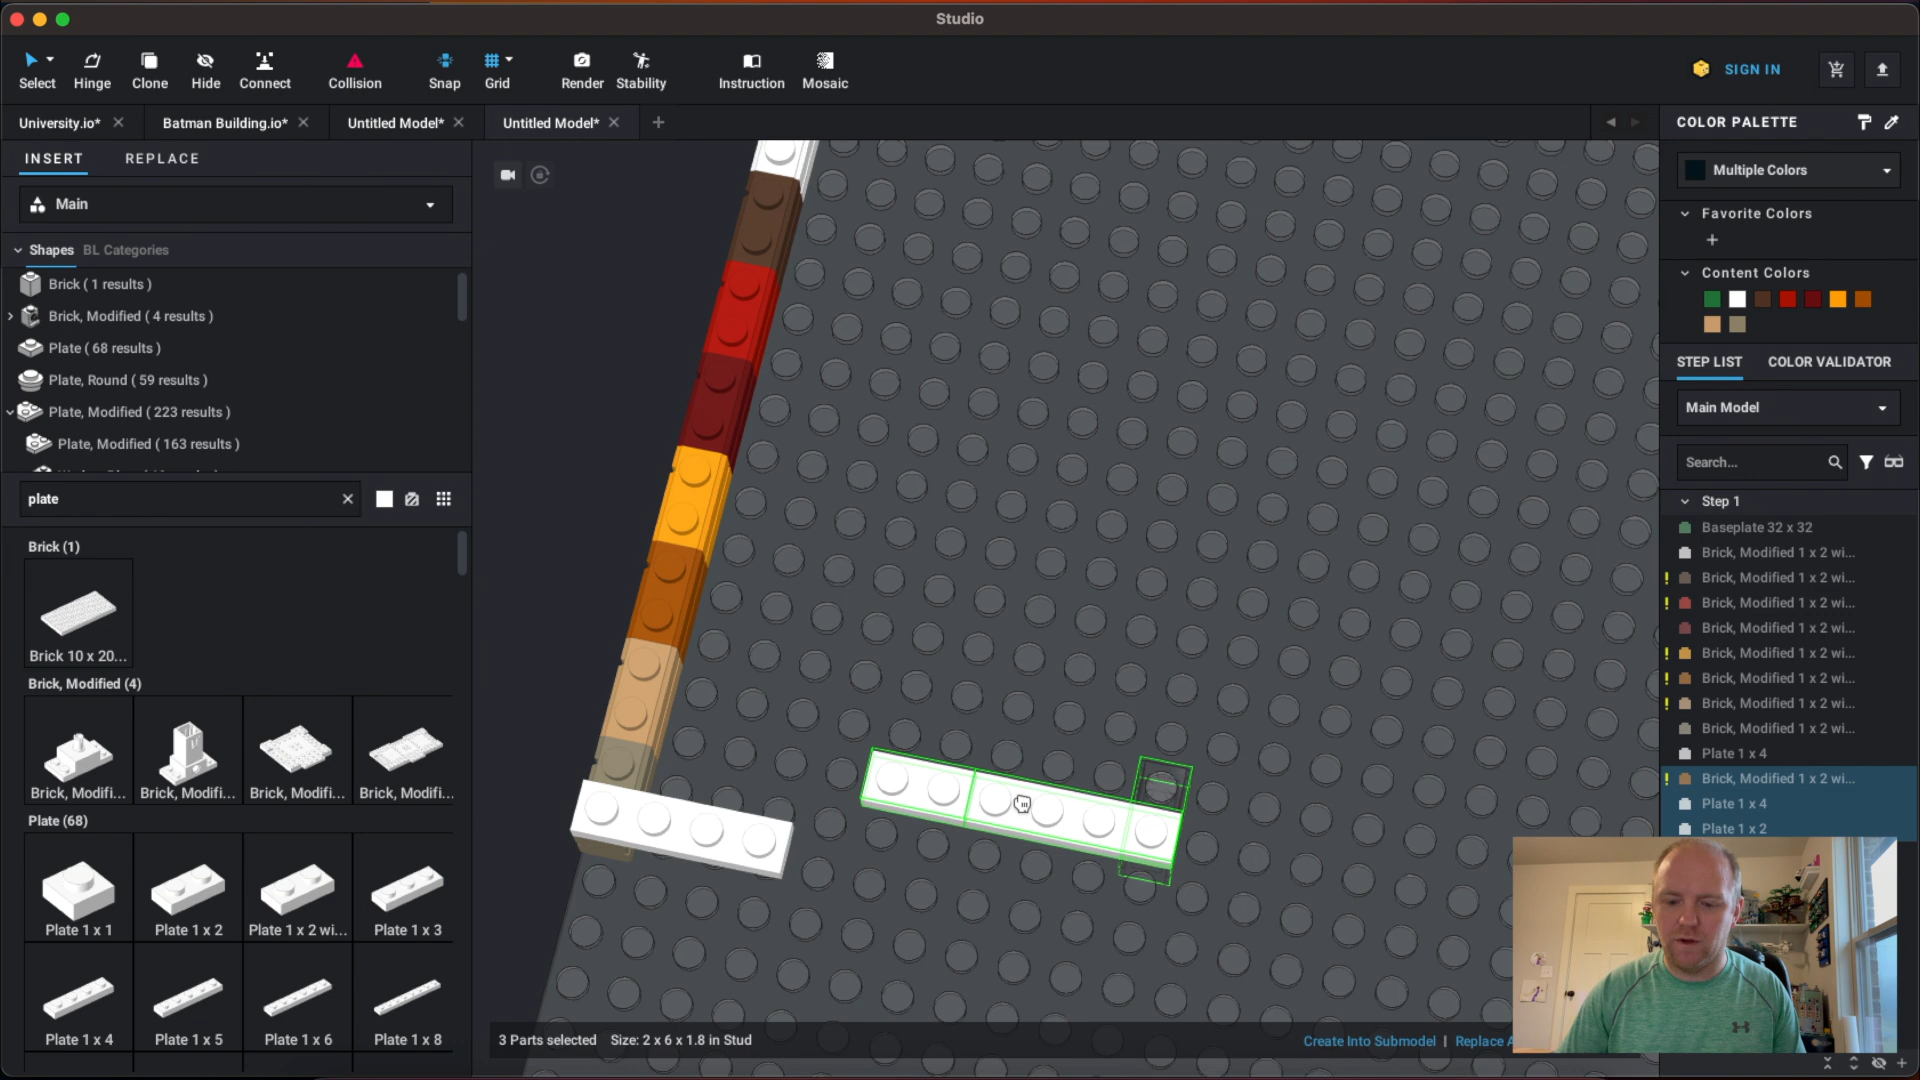 Studio
Select
Hinge
Clone
Hide
Connect
Collision
Snap
Grid
Render
Stability
Instruction
Mosaic
SIGN IN
University.io*
Batman Building.io*
Untitled Model*
Untitled Model*
INSERT
REPLACE
Main
Shapes
BL Categories
Brick ( 1 results )
Brick, Modified ( 4 results )
Plate ( 68 results )
Plate, Round ( 59 results )
Plate, Modified ( 223 results )
Plate, Modified ( 163 results )
plate
Brick (1)
Brick 10 x 20...
Brick, Modified (4)
Brick, Modifi...
Brick, Modifi...
Brick, Modifi...
Brick, Modifi...
Plate (68)
Plate 1 x 1
Plate 1 x 2
Plate 1 x 2 wi...
Plate 1 x 3
Plate 1 x 4
Plate 1 x 5
Plate 1 x 6
Plate 1 x 8
3 Parts selected
Size: 2 x 6 x 1.8 in Stud
Create Into Submodel | Replace
COLOR PALETTE
Multiple Colors
Favorite Colors
Content Colors
STEP LIST
COLOR VALIDATOR
Main Model
Search...
Step 1
Baseplate 32 x 32
Brick, Modified 1 x 2 wi...
! Brick, Modified 1 x 2 wi...
! Brick, Modified 1 x 2 wi...
Brick, Modified 1 x 2 wi...
! Brick, Modified 1 x 2 wi...
! Brick, Modified 1 x 2 wi...
! Brick, Modified 1 x 2 wi...
Brick, Modified 1 x 2 wi...
Plate 1 x 4
! Brick, Modified 1 x 2 wi...
Plate 1 x 4
Plate 1 x 2